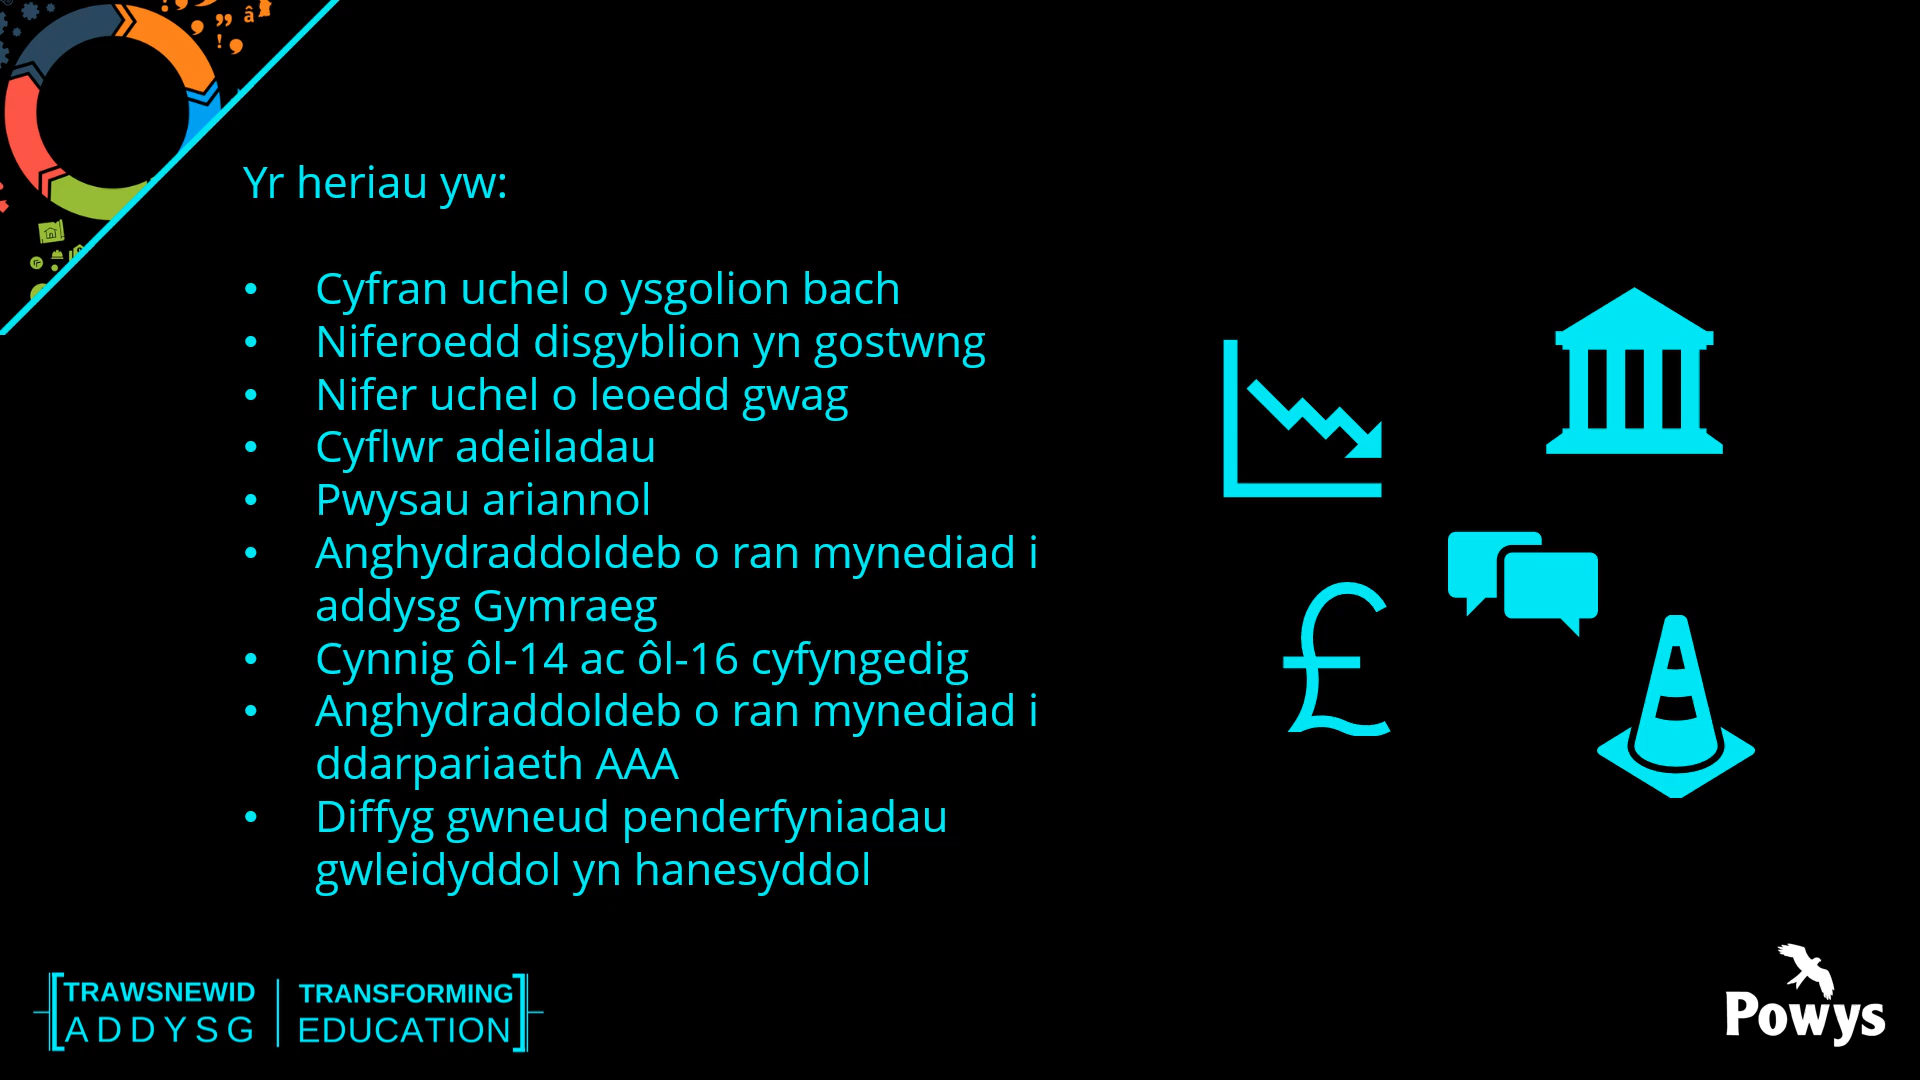 Yr heriau yw:
• Cyfran uchel o ysgolion bach
• Niferoedd disgyblion yn gostwng
• Nifer uchel o leoedd gwag
• Cyflwr adeiladau
• Pwysau ariannol
• Anghydraddoldeb o ran mynediad i
addysg Gymraeg
• Cynnig ôl-14 ac ôl-16 cyfyngedig
• Anghydraddoldeb o ran mynediad i
ddarpariaeth AAA
• Diffyg gwneud penderfyniadau
gwleidyddol yn hanesyddol
TRAWSNEWID
ADDYSG
TRANSFORMING
EDUCATION
Powys
â